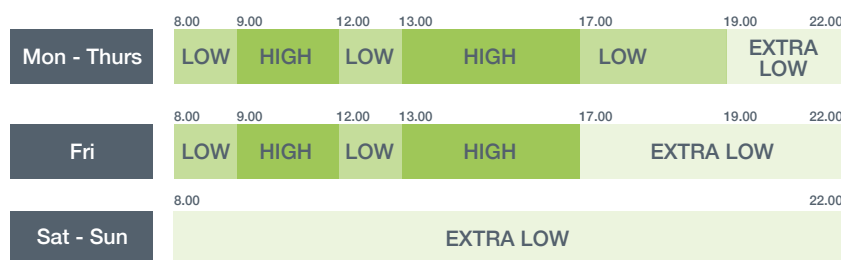 8.00 9.00 12.00 13.00 17.00 19.00 22.00
Mon - Thurs LOW HIGH LOW HIGH LOW EXTRA
LOW
8.00 9.00 12.00 13.00 17.00 19.00 22.00
Fri LOW HIGH LOW HIGH EXTRA LOW
8.00 22.00
Sat - Sun EXTRA LOW